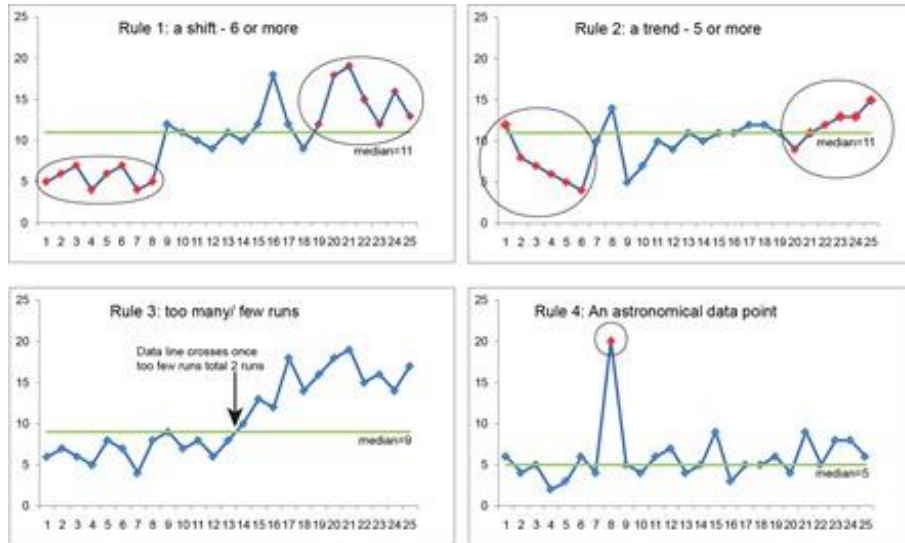 Rule 1: a shift - 6 or more
25
20
15
10
5
0
median=11
1 2 3 4 5 6 7 8 9 10 11 12 13 14 15 16 17 18 19 20 21 22 23 24 25
Rule 2: a trend - 5 or more
25
20
15
10
5
0
median=11
1 2 3 4 5 6 7 8 9 10 11 12 13 14 15 16 17 18 19 20 21 22 23 24 25
Rule 3: too many/ few runs
25
20
15
10
5
0
Data line crosses once
too few runs total 2 runs
median=9
1 2 3 4 5 6 7 8 9 10 11 12 13 14 15 16 17 18 19 20 21 22 23 24 25
Rule 4: An astronomical data point
25
20
15
10
5
0
median=5
1 2 3 4 5 6 7 8 9 10 11 12 13 14 15 16 17 18 19 20 21 22 23 24 25